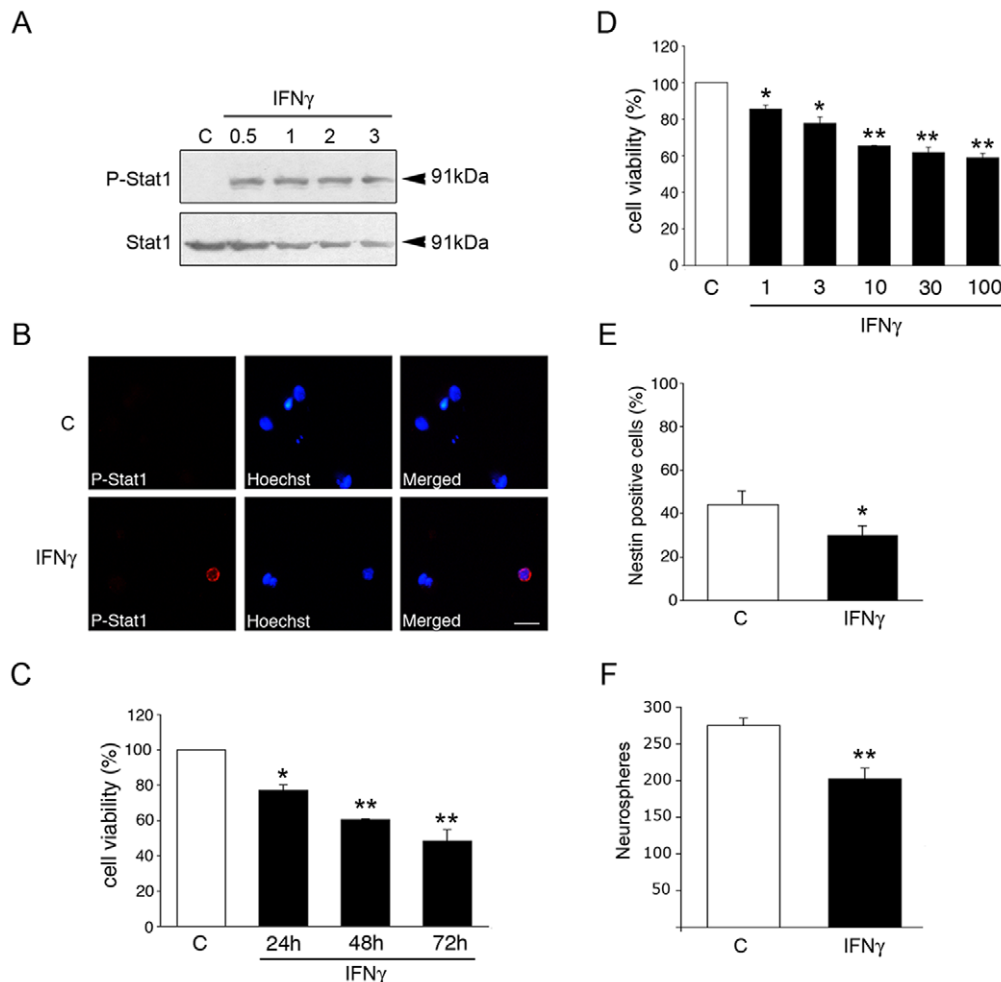 A
IFNγ
C 0.5 1 2 3
P-Stat1 91kDa
Stat1 91kDa
B
C
P-Stat1 Hoechst Merged
IFNγ
P-Stat1 Hoechst Merged
C
cell viability (%)
120
100
80
60
40
20
0
* ** **
C 24h 48h 72h
IFNγ
D
cell viability (%)
120
100
80
60
40
20
0
* * ** ** **
C 1 3 10 30 100
IFNγ
E
Nestin positive cells (%)
100
80
60
40
20
0
*
C IFNγ
F
Neurospheres
300
250
200
150
100
50
**
C IFNγ